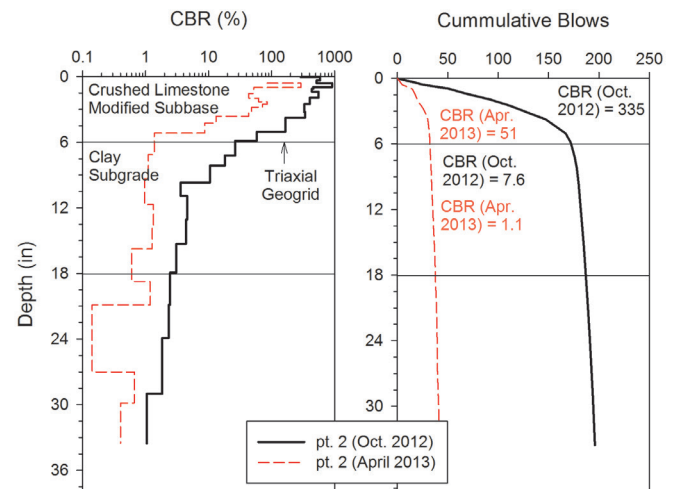 CBR (%)
0.1 1 10 100 1000
0
6
12
18
24
30
36
Depth (in)
Crushed Limestone
Modified Subbase
Clay
Subgrade
Triaxial
Geogrid
Cummulative Blows
0 50 100 150 200 250
0
6
12
18
24
30
CBR (Oct.
2012) = 335
CBR (Apr.
2013) = 51
CBR (Oct.
2012) = 7.6
CBR (Apr.
2013) = 1.1
pt. 2 (Oct. 2012)
pt. 2 (April 2013)